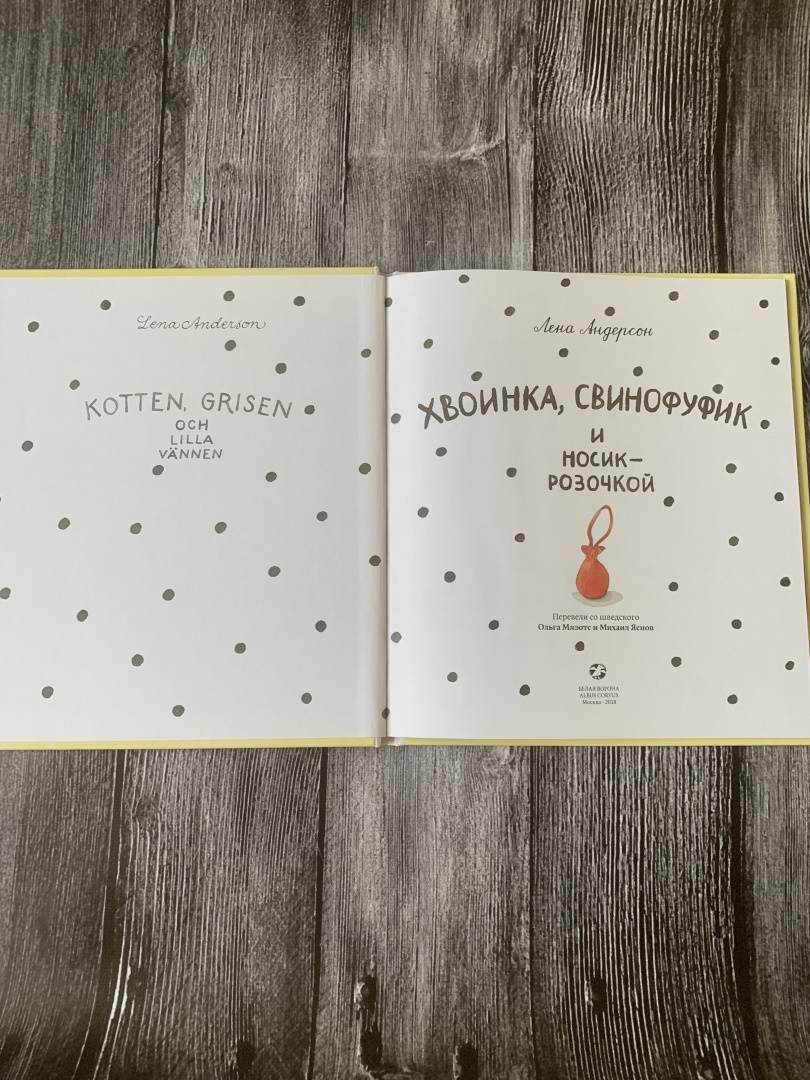 Lena Anderson
KOTTEN, GRISEN
OCH
LILLA
VÄNNEN
Лена Андерсон
ХВОИНКА, СВИНОФУФИК
И
НОСИК–
РОЗОЧКОЙ
Перевели со шведского
Ольга Мяэотс и Михаил Яснов
БЕЛАЯ ВОРОНА
ALBUS CORVUS
Москва · 2018